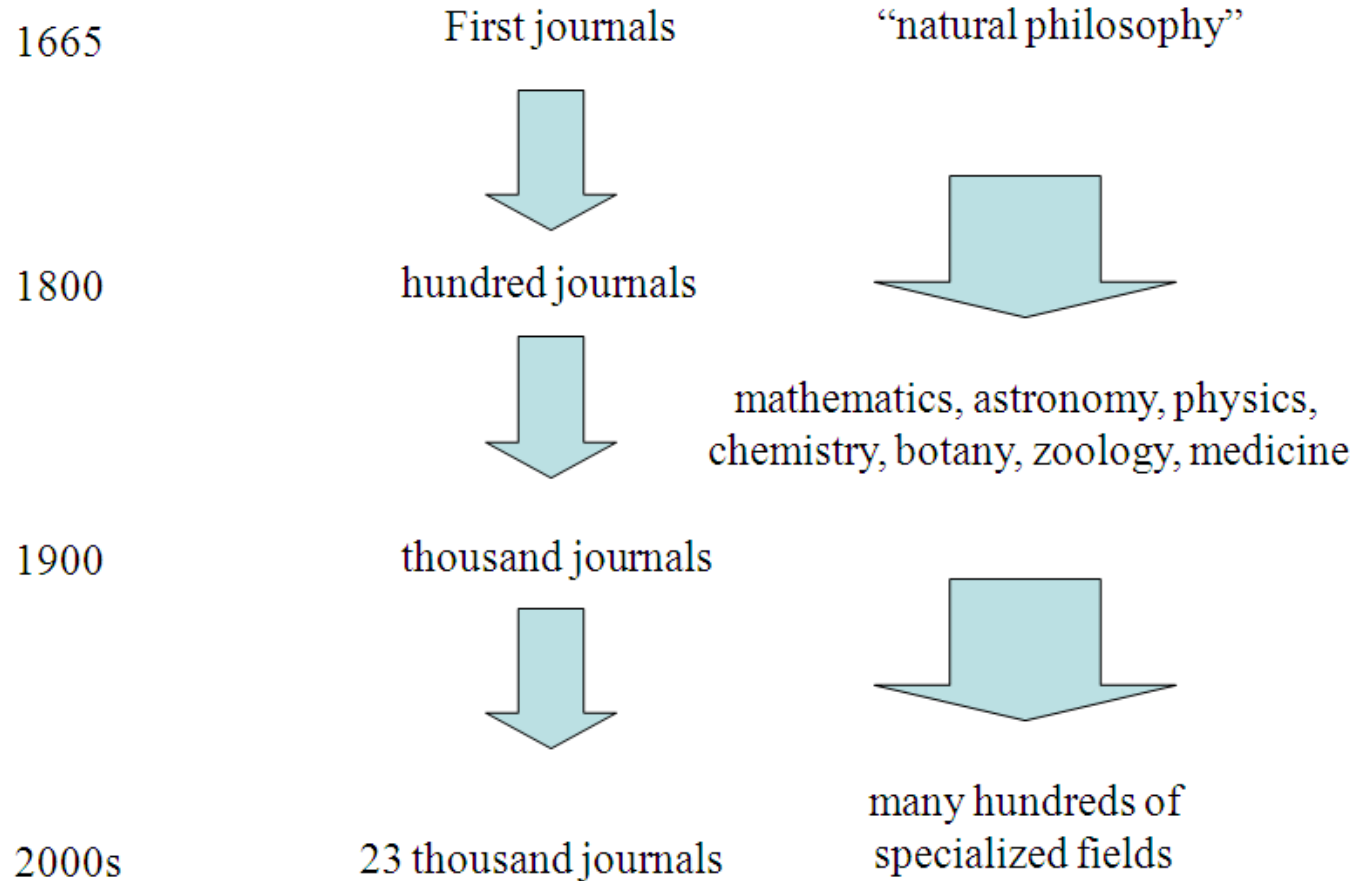 1665 First journals “natural philosophy”
1800 hundred journals
mathematics, astronomy, physics,
chemistry, botany, zoology, medicine
1900 thousand journals
many hundreds of
2000s 23 thousand journals specialized fields